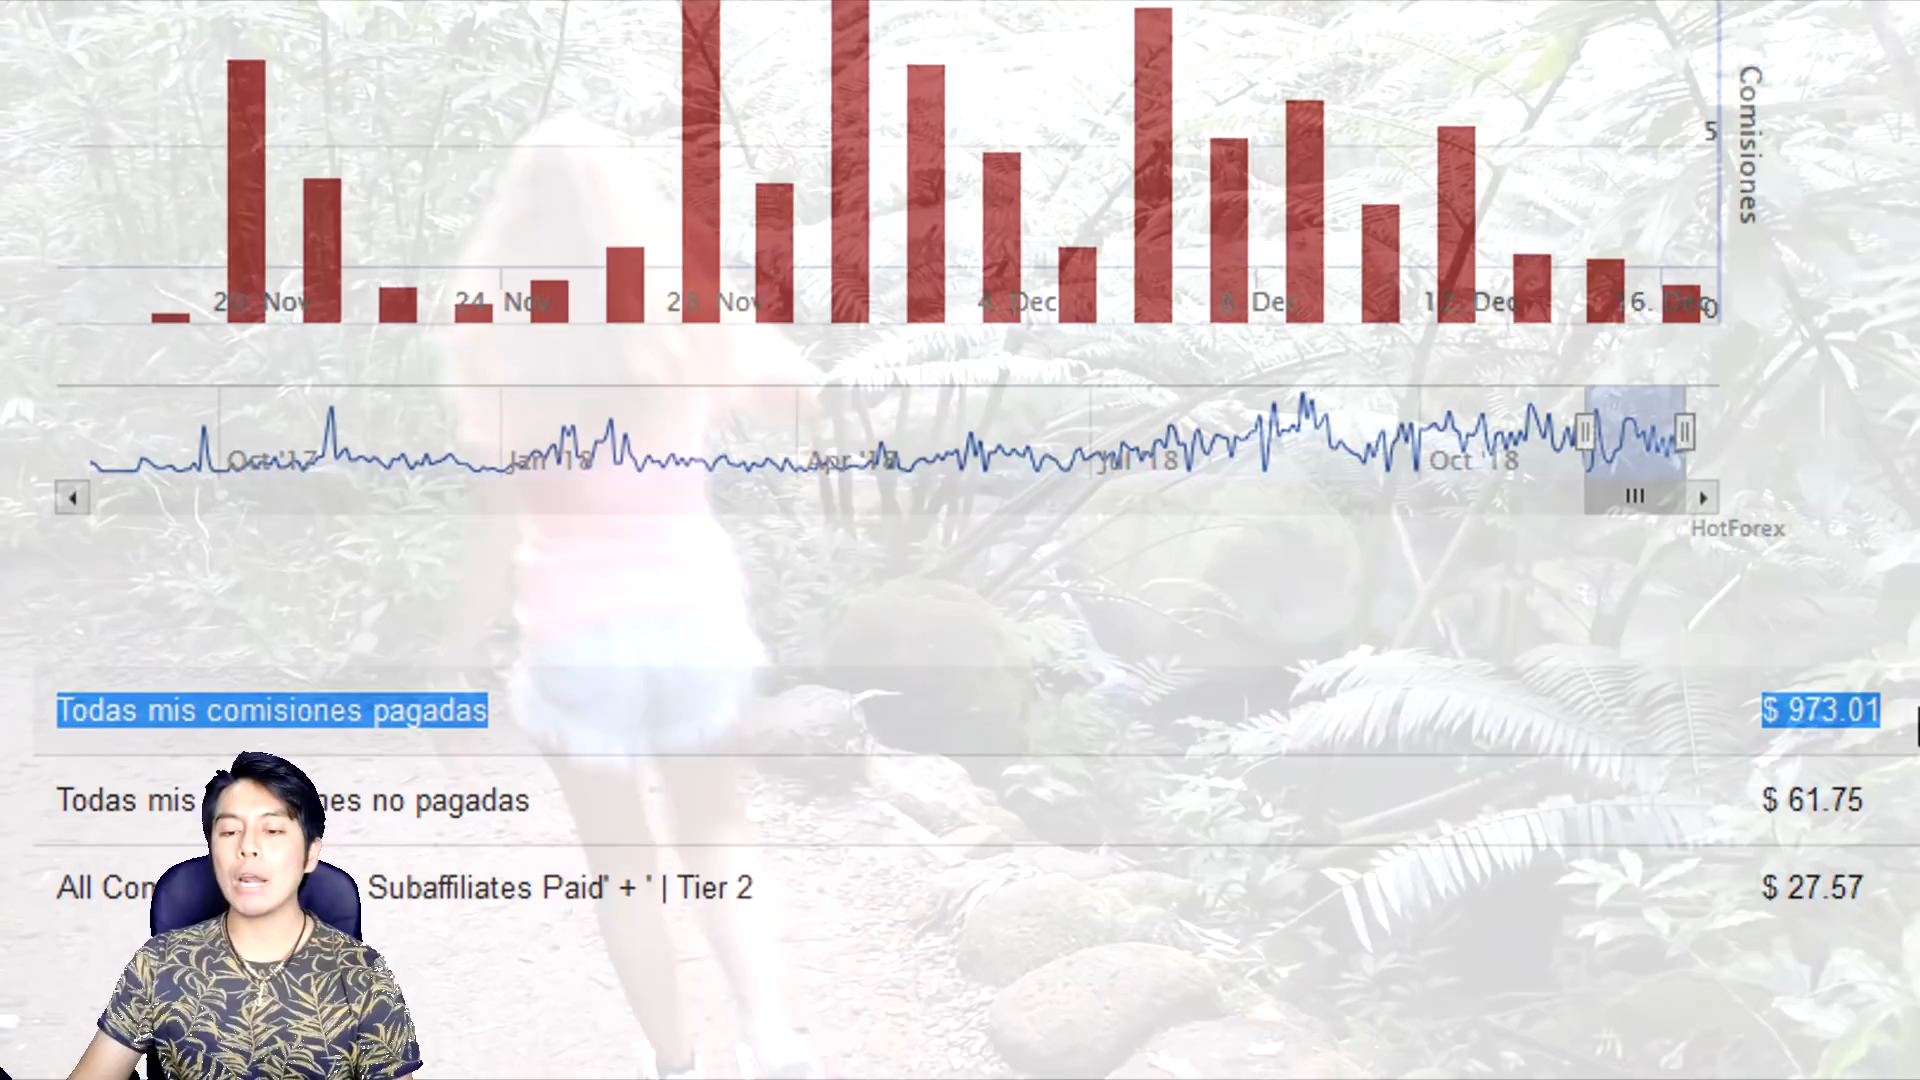 Comisiones
5
20. Nov 24. Nov 28. Nov 4. Dec 8. Dec 12. Dec 16. Dec 0
Oct '17 Jan '18 Apr '18 Jul '18 Oct '18
HotForex
Todas mis comisiones pagadas $ 973.01
Todas mis nes no pagadas $ 61.75
All Con Subaffiliates Paid' + ' | Tier 2 $ 27.57